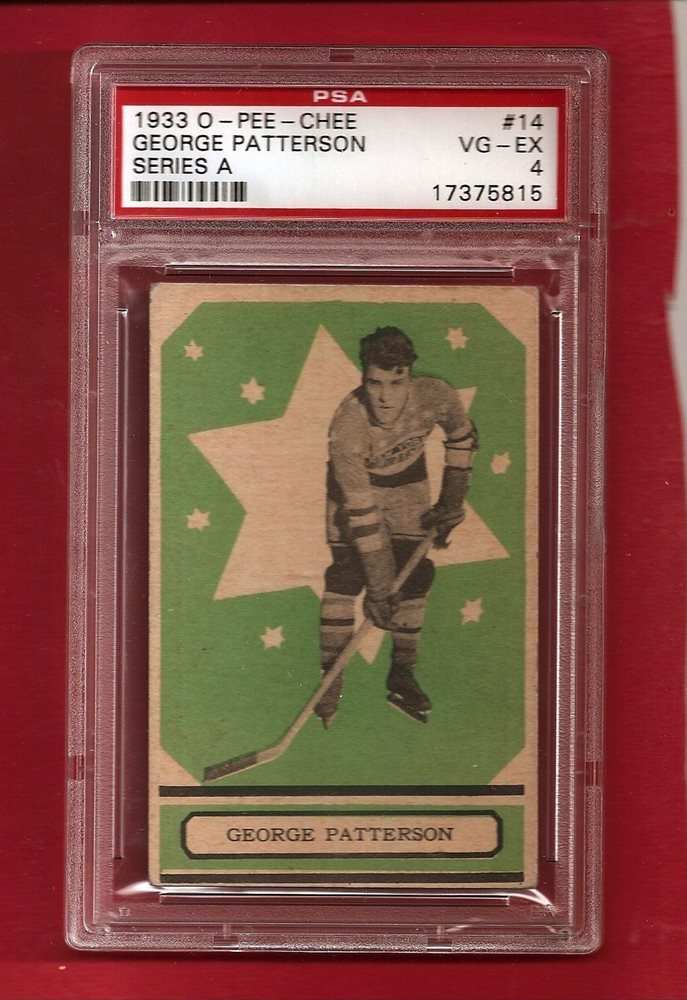 PSA
1933 O-PEE-CHEE #14
GEORGE PATTERSON VG-EX
SERIES A 4
17375815
GEORGE PATTERSON